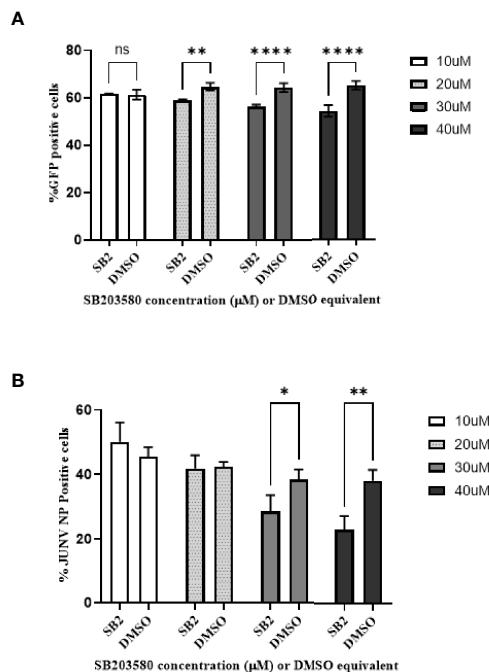 A
80
60
40
20
0
%GFP positive cells
ns
**
****
****
SB2
DMSO
SB2
DMSO
SB2
DMSO
SB2
DMSO
SB203580 concentration (µM) or DMSO equivalent
10uM
20uM
30uM
40uM
B
60
40
20
0
% JUNV NP Positive cells
*
**
SB2
DMSO
SB2
DMSO
SB2
DMSO
SB2
DMSO
SB203580 concentration (µM) or DMSO equivalent
10uM
20uM
30uM
40uM